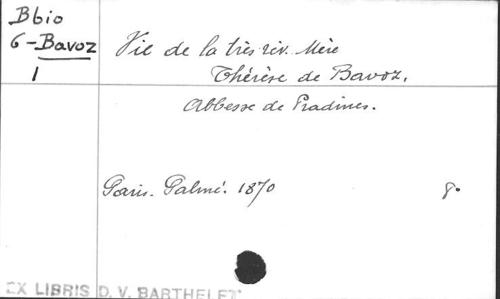 Bbio
6-Bavoz
1
Vie de la très rév. Mère
Thérèse de Bavoz,
Abbesse de Pradines.
Paris. Palmé. 1870
8°
EX LIBRIS D. V. BARTHELET